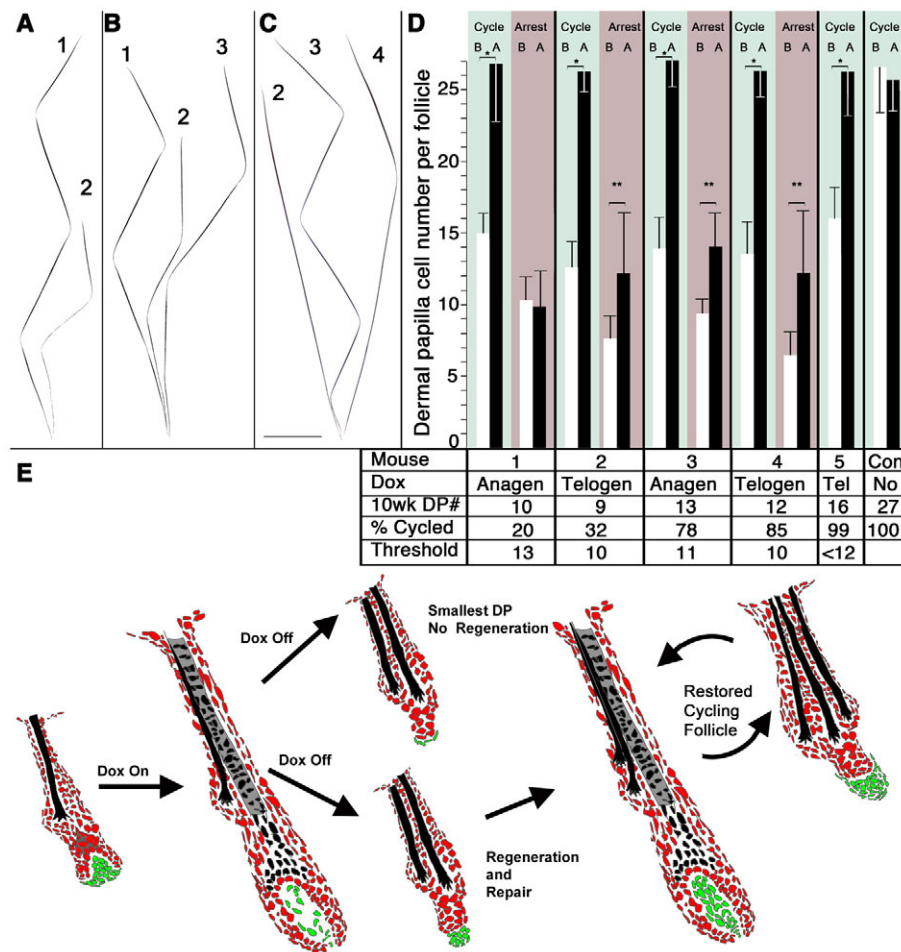 A
1
2
B
1
2
3
C
2
3
4
D
Dermal papilla cell number per follicle
25
20
15
10
5
0
Cycle Arrest Cycle Arrest Cycle Arrest Cycle Arrest Cycle
B A B A B A B A B A B A B A B A B A B A
* * * * *
** ** **
Mouse 1 2 3 4 5 Con
Dox Anagen Telogen Anagen Telogen Tel No
10wk DP# 10 9 13 12 16 27
% Cycled 20 32 78 85 99 100
Threshold 13 10 11 10 <12
E
Dox On
Dox Off
Smallest DP
No Regeneration
Dox Off
Regeneration
and
Repair
Restored
Cycling
Follicle